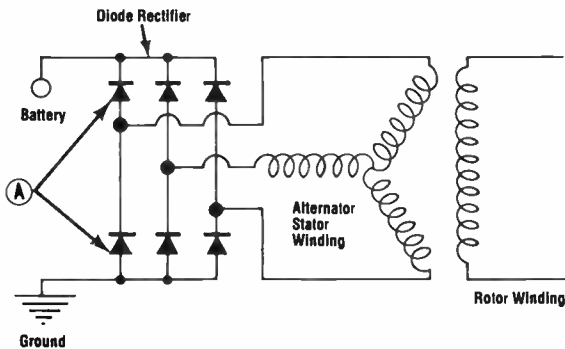 Diode Rectifier
Battery
A
Alternator
Stator
Winding
Rotor Winding
Ground